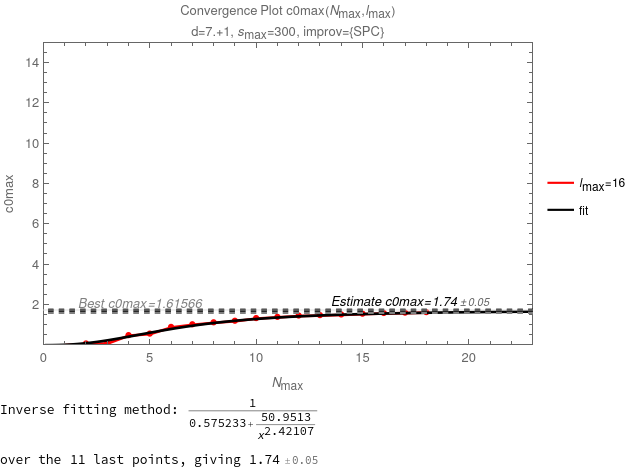 Convergence Plot c0max(Nmax,lmax)
d=7.+1, smax=300, improv={SPC}
14
12
10
8
6
4
2
c0max
Best c0max=1.61566
Estimate c0max=1.74 ±0.05
0 5 10 15 20
Nmax
lmax=16
fit
Inverse fitting method: 1
0.575233+ 50.9513
x2.42107
over the 11 last points, giving 1.74 ±0.05